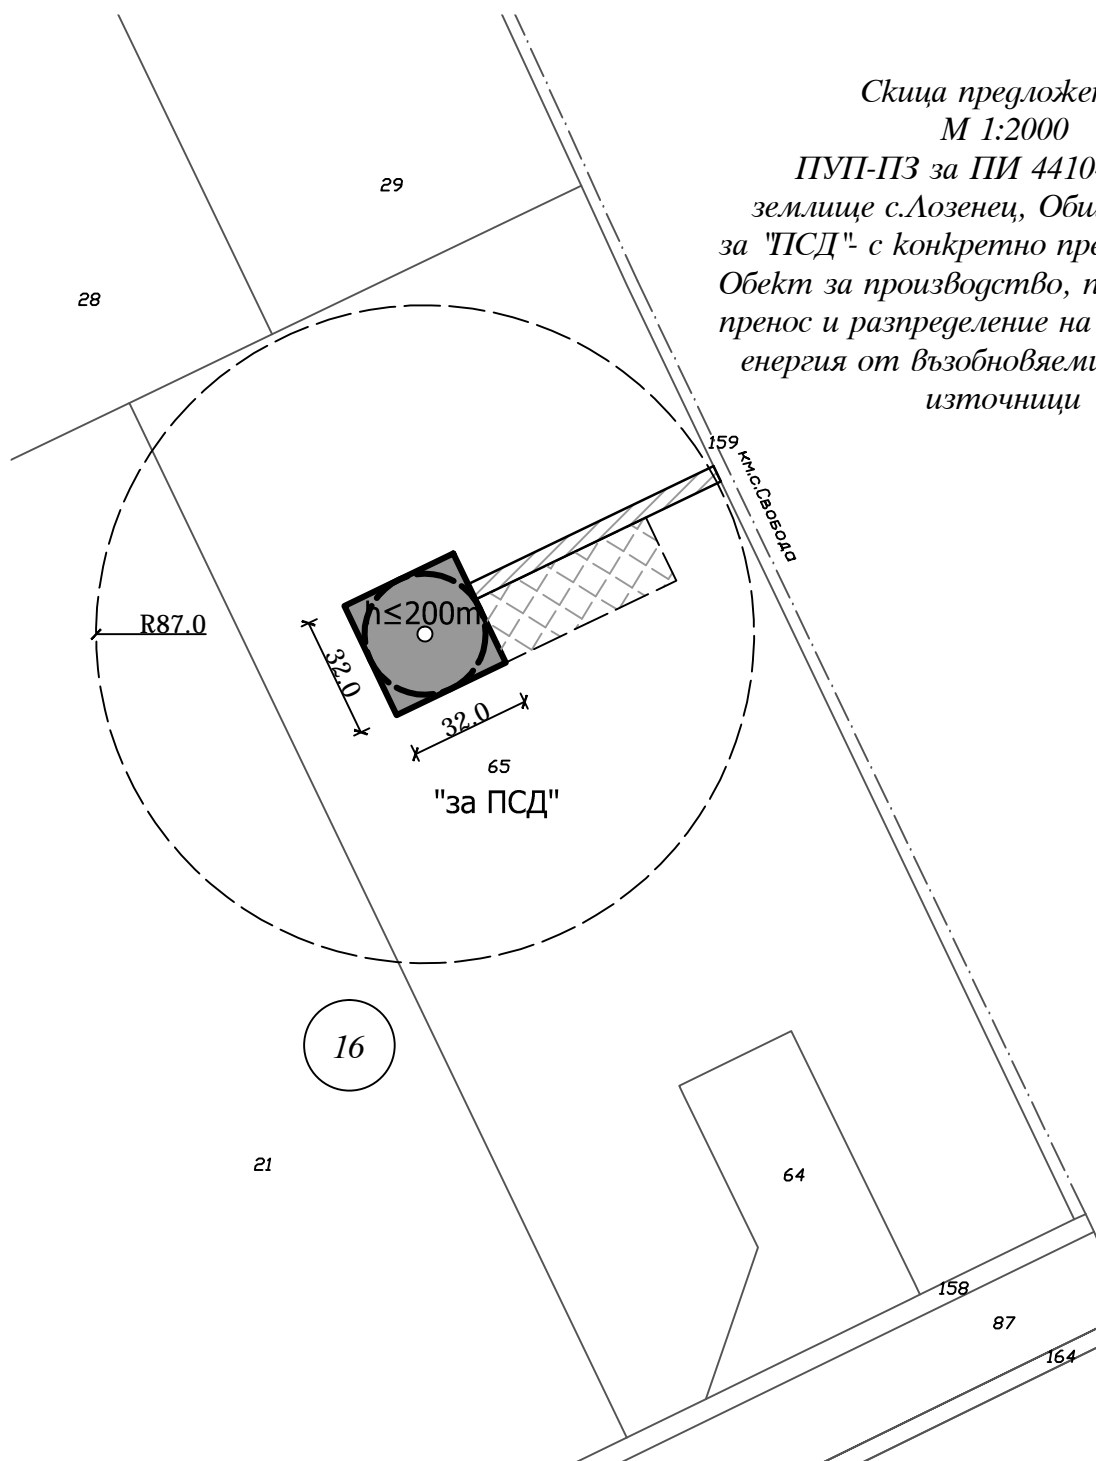 Скица предложен
М 1:2000
ПУП-ПЗ за ПИ 4410
землище с.Лозенец, Общ
за "ПСД"- с конкретно пре
Обект за производство, п
пренос и разпределение на
енергия от възобновяеми
източници
29
28
159 км.с.Свобода
h≤200m
R87.0
32.0
32.0
65
"за ПСД"
16
21
64
158
87
164